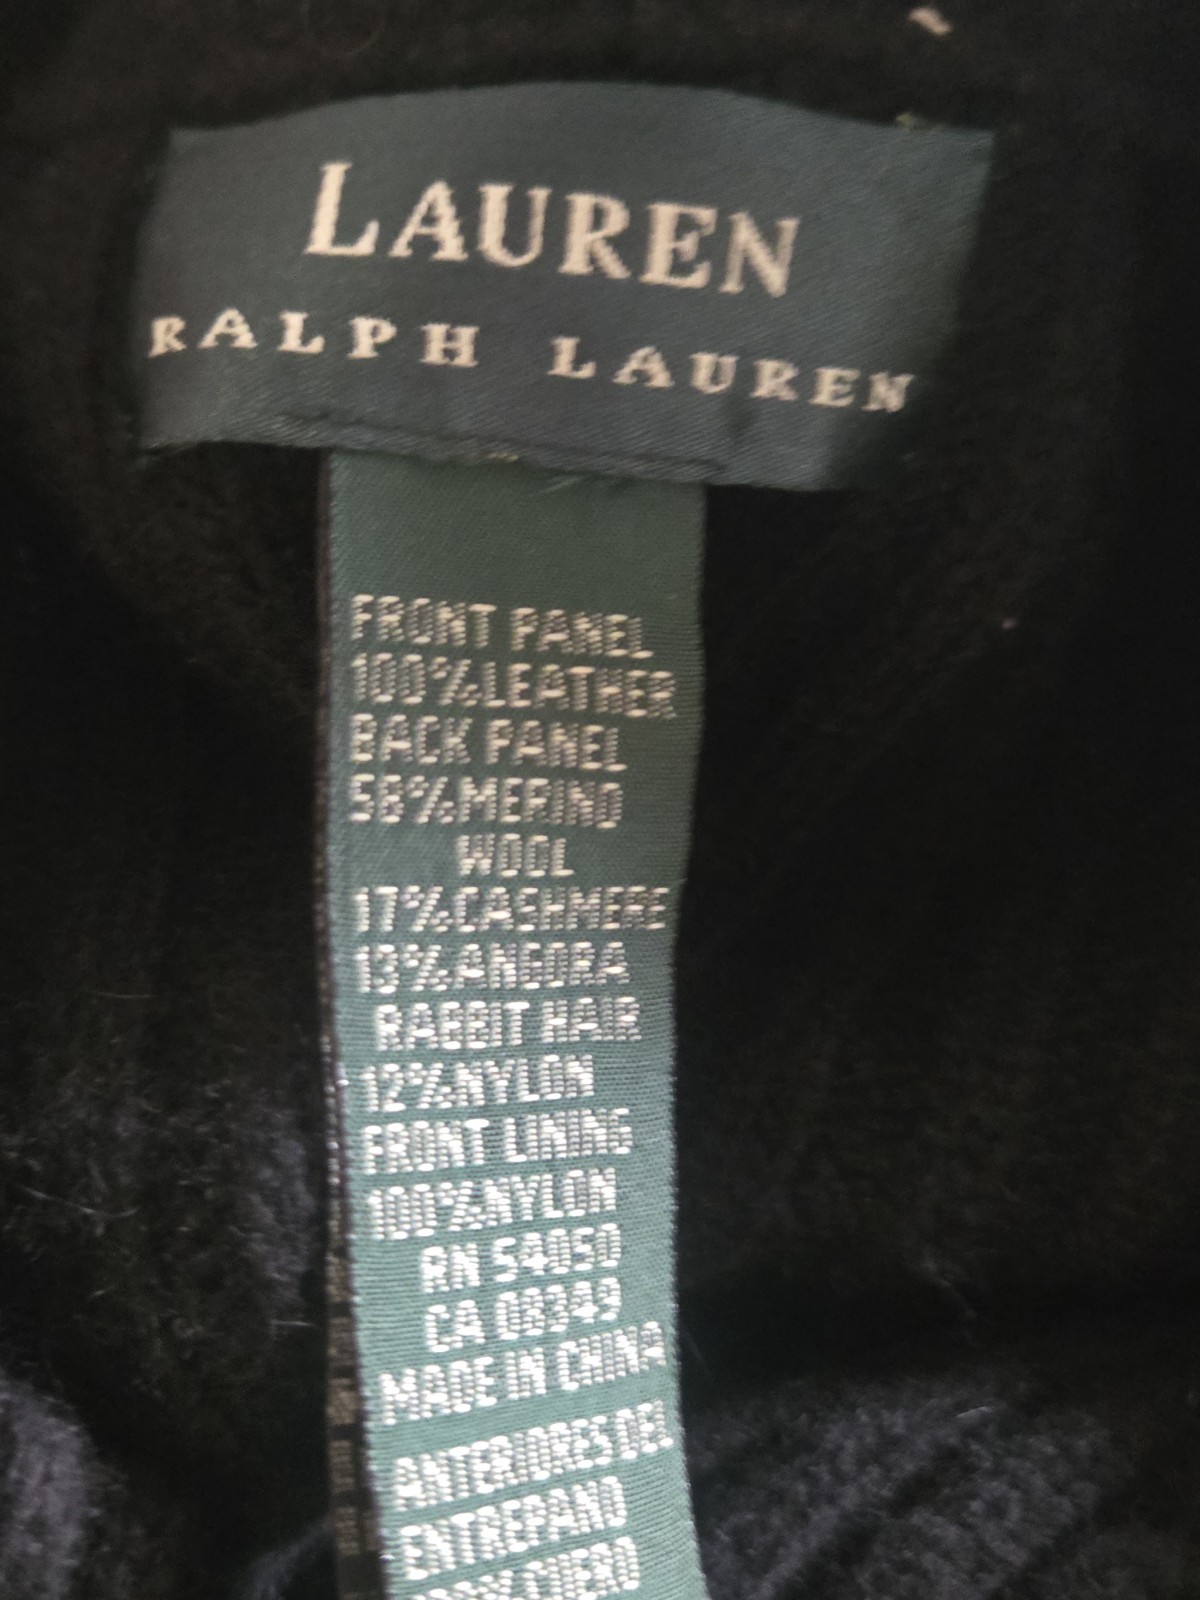 LAUREN
RALPH LAUREN
FRONT PANEL
100%LEATHER
BACK PANEL
58%MERINO
WOOL
17%CASHMERE
13%ANGORA
RABBIT HAIR
12%NYLON
FRONT LINING
100%NYLON
RN 54050
CA 08349
MADE IN CHINA
ANTERIORES DEL
ENTREPANO
CUERO